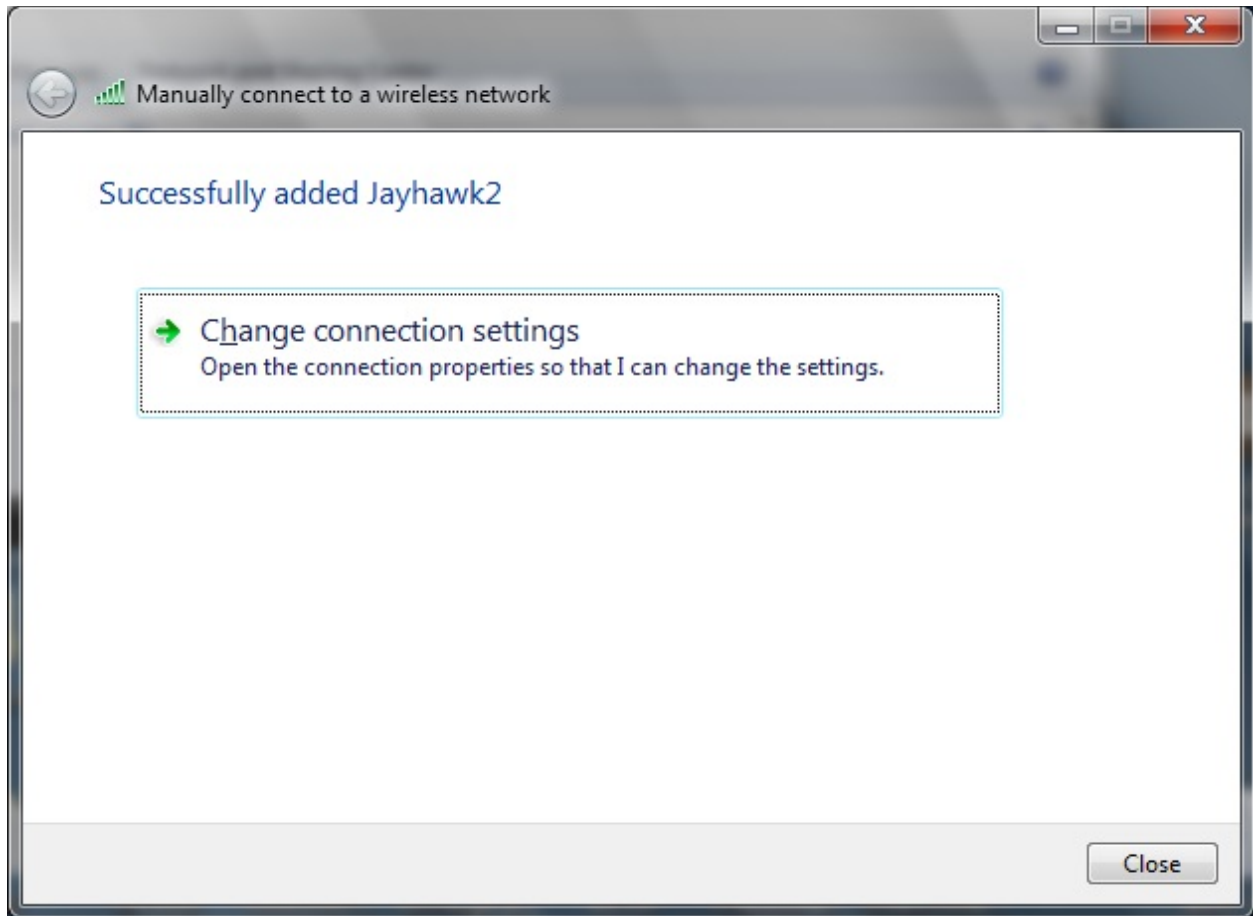 Manually connect to a wireless network
Successfully added Jayhawk2
Change connection settings
Open the connection properties so that I can change the settings.
Close